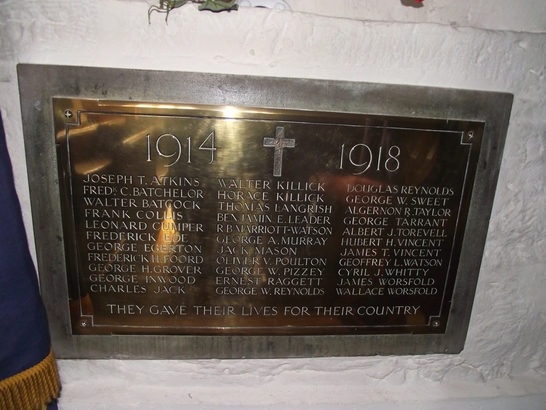 1914 1918
JOSEPH T. ATKINS
FREDK C. BATCHELOR
WALTER BATCOCK
FRANK COLLIS
LEONARD CUMPER
FREDERICK
GEORGE EGERTON
FREDERICK H. FOORD
GEORGE H. GROVER
GEORGE INWOOD
CHARLES JACK
WALTER KILLICK
HORACE KILLICK
THOMAS LANGRISH
BENJAMIN E. LEADER
R.B. MARRIOTT-WATSON
GEORGE A. MURRAY
JACK MASON
OLIVER V. POULTON
GEORGE W. PIZZEY
ERNEST RAGGETT
GEORGE W. REYNOLDS
DOUGLAS REYNOLDS
GEORGE W. SWEET
ALGERNON R. TAYLOR
GEORGE TARRANT
ALBERT J. TOREVELL
HUBERT H. VINCENT
JAMES T. VINCENT
GEOFFREY L. WATSON
CYRIL J. WHITTY
JAMES WORSFOLD
WALLACE WORSFOLD
THEY GAVE THEIR LIVES FOR THEIR COUNTRY